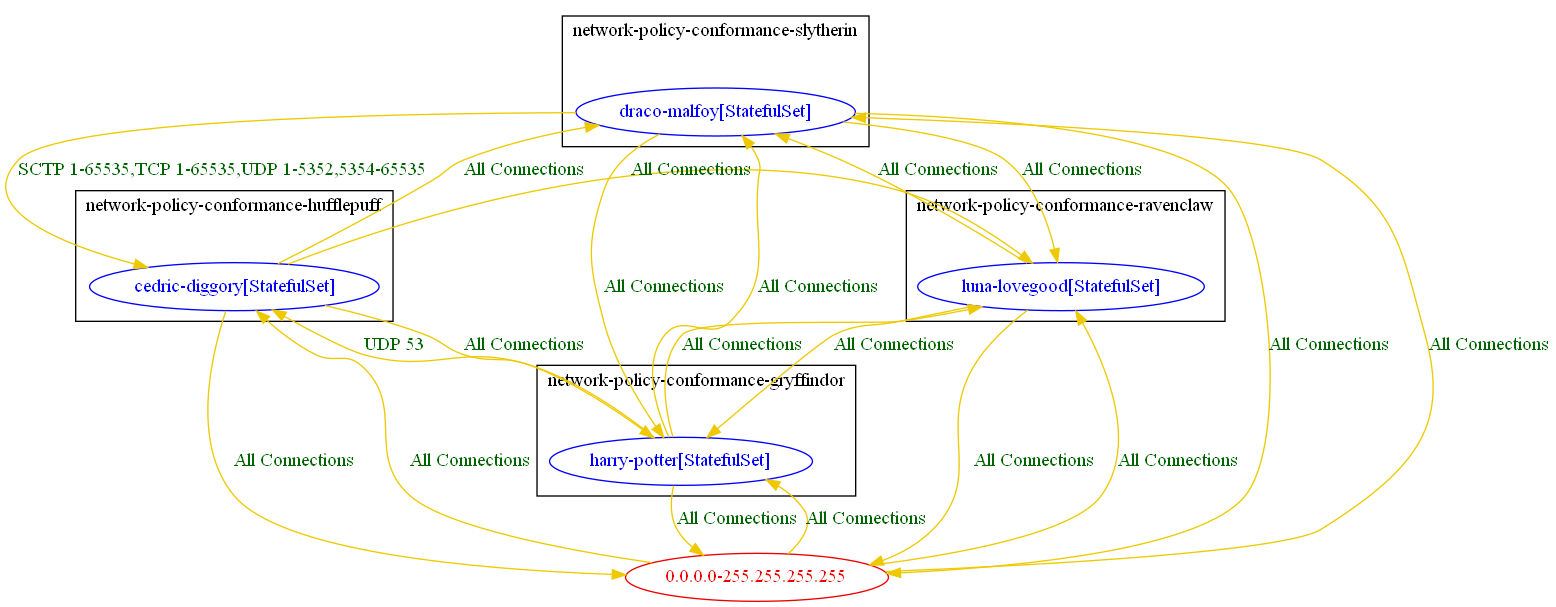 network-policy-conformance-slytherin
draco-malfoy[StatefulSet]
SCTP 1-65535,TCP 1-65535,UDP 1-5352,5354-65535
All Connections
All Connections
All Connections
All Connections
network-policy-conformance-hufflepuff
network-policy-conformance-ravenclaw
cedric-diggory[StatefulSet]
All Connections
All Connections
luna-lovegood[StatefulSet]
UDP 53
All Connections
All Connections
All Connections
All Connections
All Connections
network-policy-conformance-gryffindor
harry-potter[StatefulSet]
All Connections
All Connections
All Connections
All Connections
All Connections
All Connections
0.0.0.0-255.255.255.255